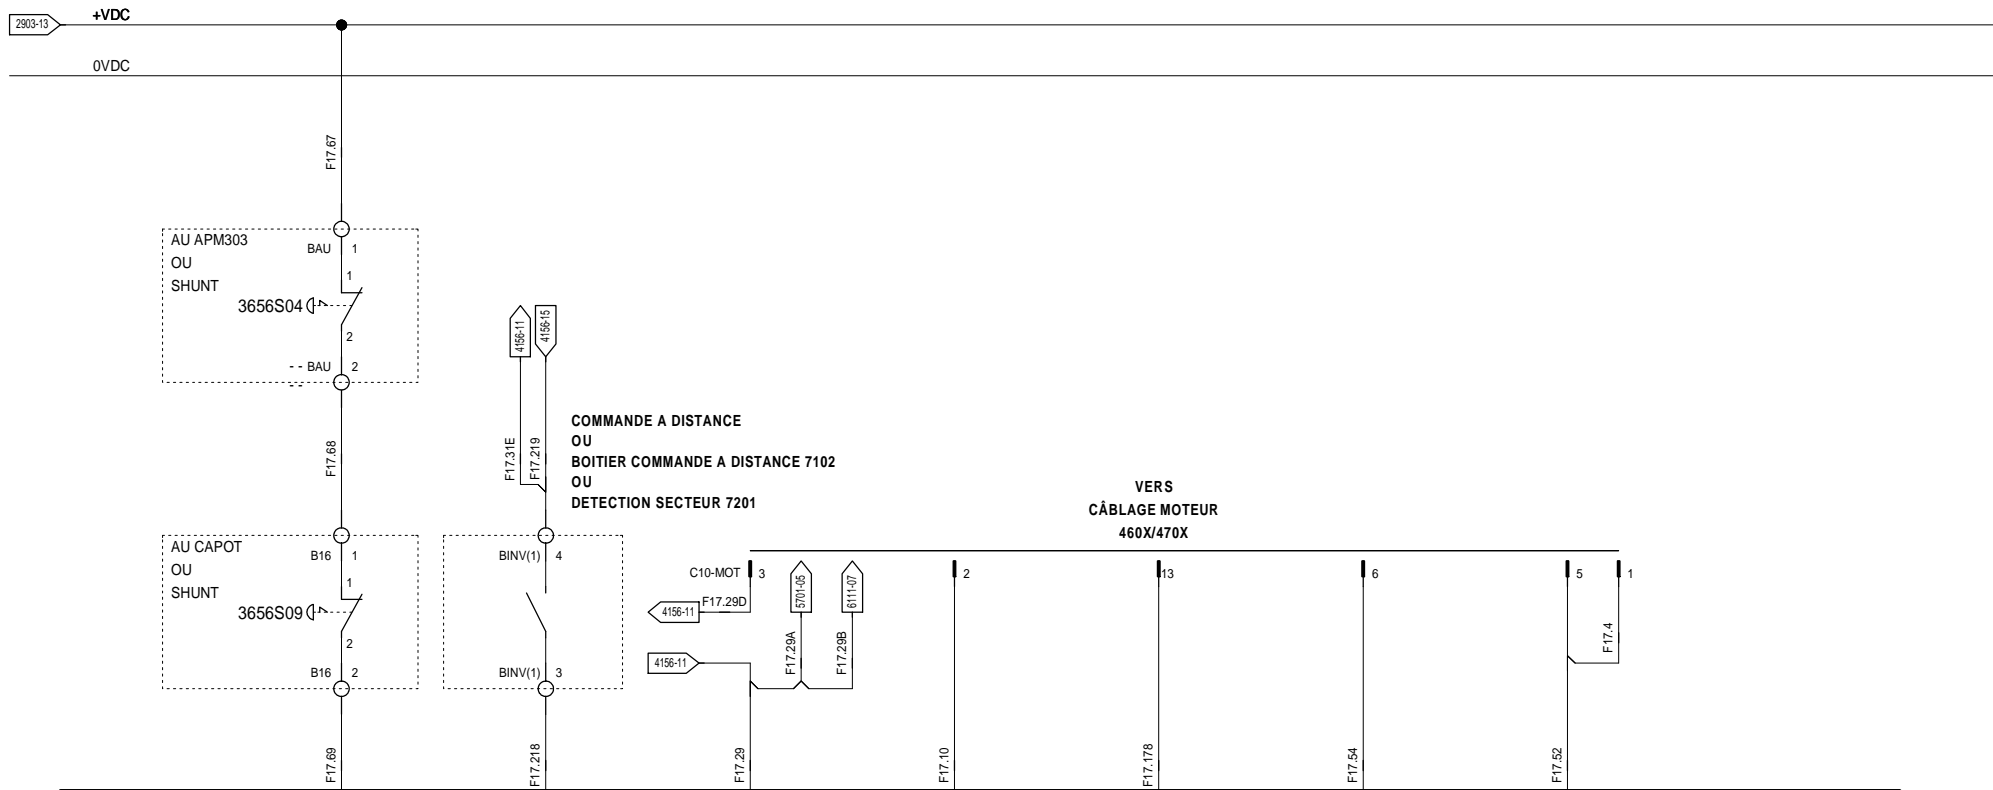 2903-13
+VDC
0VDC
F17.67
AU APM303
OU
SHUNT
BAU 1
1
3656S04
2
-- BAU 2
--
F17.68
4156-11
4156-15
F17.31E
F17.219
COMMANDE A DISTANCE
OU
BOITIER COMMANDE A DISTANCE 7102
OU
DETECTION SECTEUR 7201
VERS
CÂBLAGE MOTEUR
460X/470X
AU CAPOT
OU
SHUNT
B16 1
1
3656S09
2
B16 2
BINV(1) 4
BINV(1) 3
C10-MOT 3
2
13
6
5
1
4156-11
F17.29D
5701-05
6111-07
F17.29A
F17.29B
4156-11
F17.4
F17.69
F17.218
F17.29
F17.10
F17.178
F17.54
F17.52